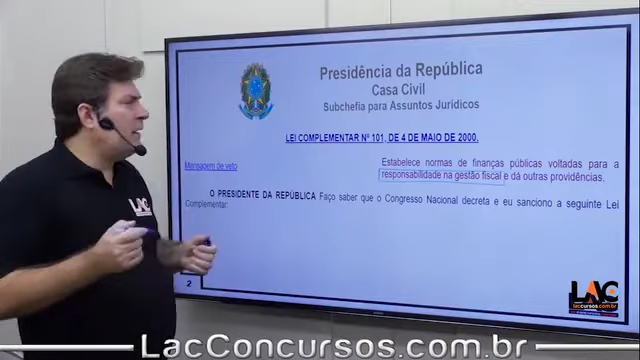 Presidência da República
Casa Civil
Subchefia para Assuntos Jurídicos
LEI COMPLEMENTAR Nº 101, DE 4 DE MAIO DE 2000.
Mensagem de veto
Estabelece normas de finanças públicas voltadas para a
responsabilidade na gestão fiscal e dá outras providências.
O PRESIDENTE DA REPÚBLICA Faço saber que o Congresso Nacional decreta e eu sanciono a seguinte Lei
Complementar:
LAC
2
LAC
laccursos.com.br
LacConcursos.com.br